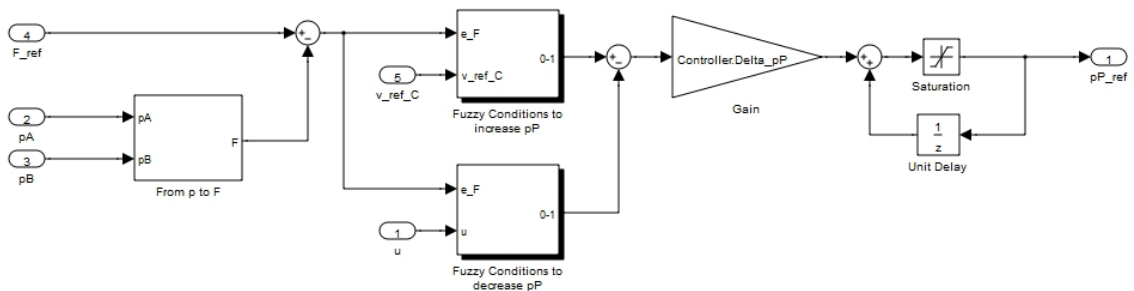 4
F_ref
2
pA
3
pB
pA
pB
F
From p to F
+
-
5
v_ref_C
e_F
v_ref_C
0-1
Fuzzy Conditions to
increase pP
1
u
e_F
u
0-1
Fuzzy Conditions to
decrease pP
+
-
Controller.Delta_pP
Gain
+
+
Saturation
1
z
Unit Delay
1
pP_ref